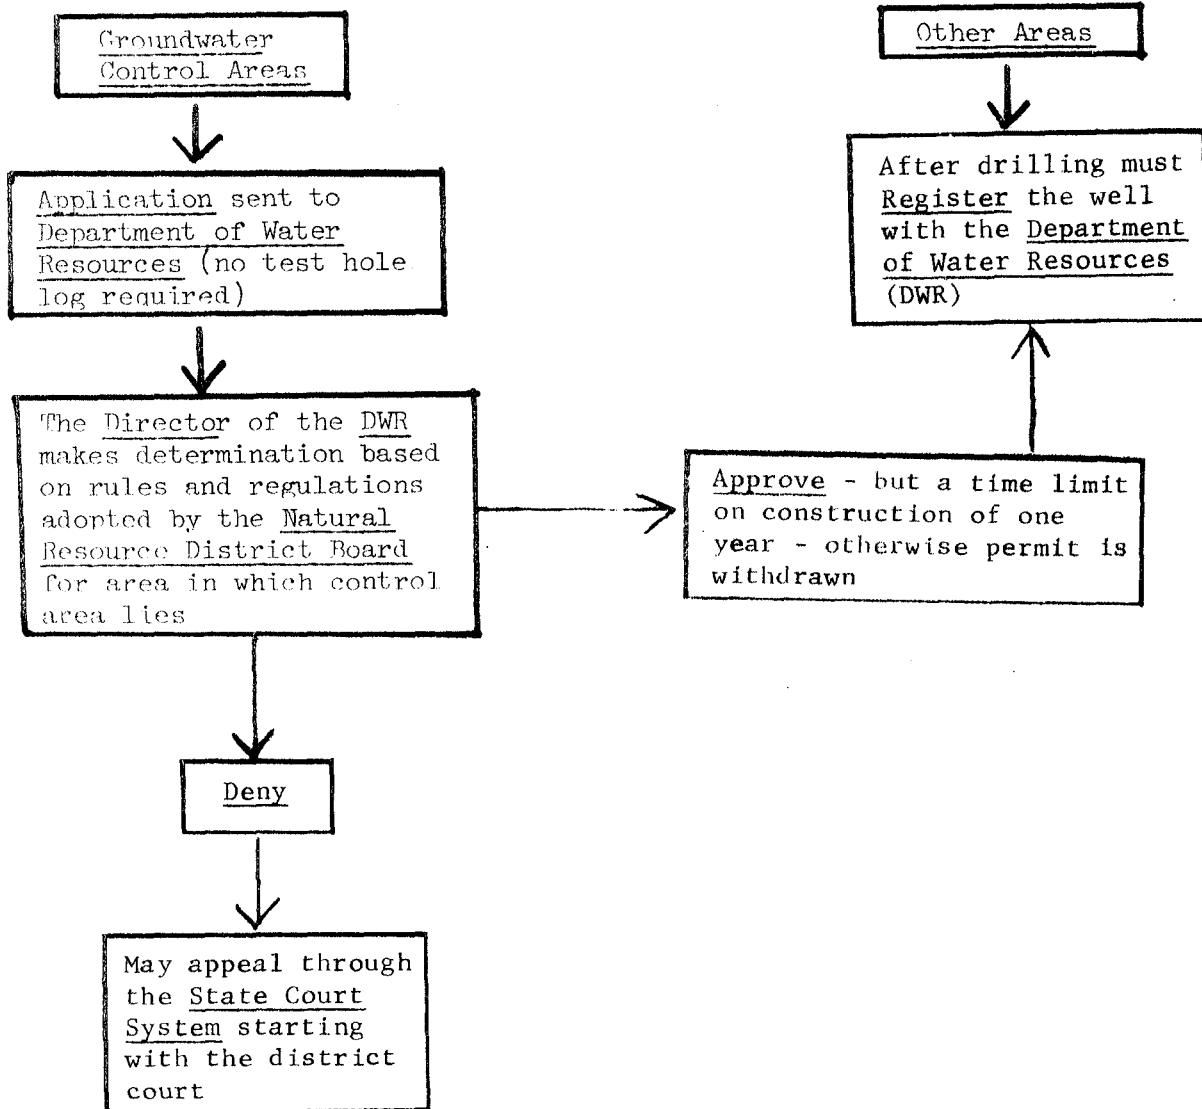 Groundwater
Control Areas
Application sent to
Department of Water
Resources (no test hole
log required)
The Director of the DWR
makes determination based
on rules and regulations
adopted by the Natural
Resource District Board
for area in which control
area lies
Deny
May appeal through
the State Court
System starting
with the district
court
Other Areas
After drilling must
Register the well
with the Department
of Water Resources
(DWR)
Approve - but a time limit
on construction of one
year - otherwise permit is
withdrawn